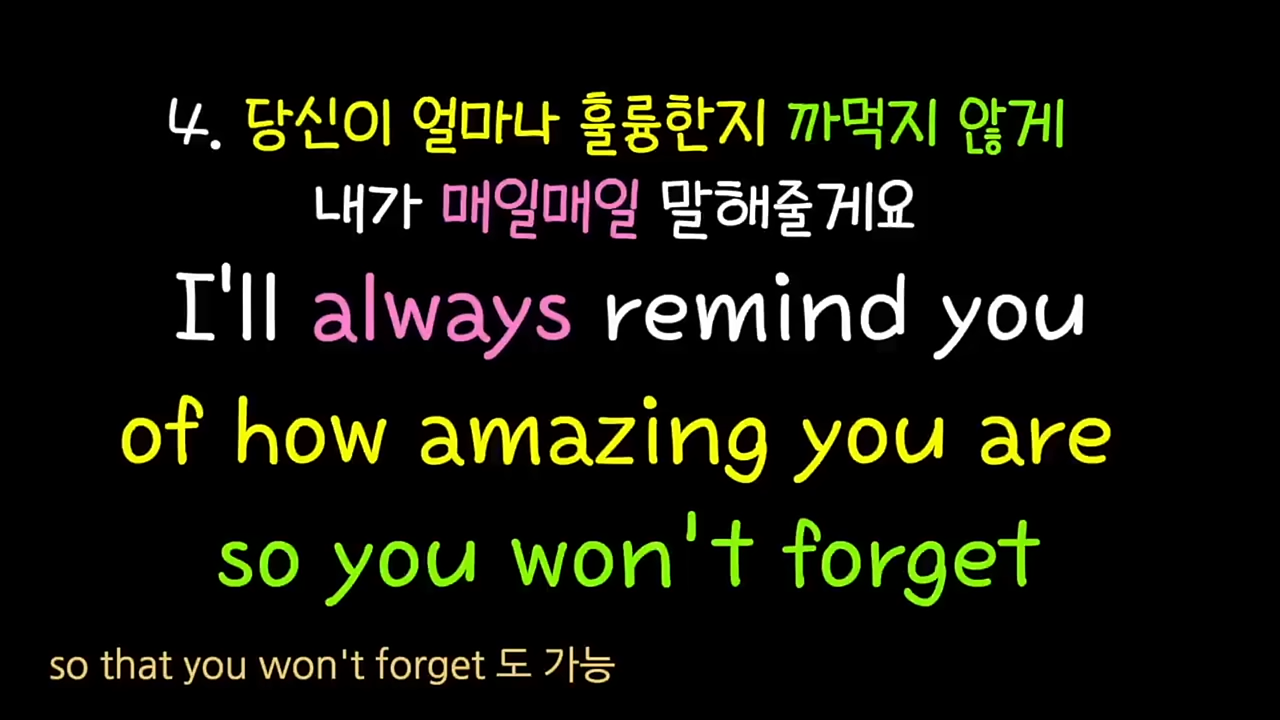 4. 당신이 얼마나 훌륭한지 까먹지 않게
내가 매일매일 말해줄게요
I'll always remind you
of how amazing you are
so you won't forget
so that you won't forget 도 가능